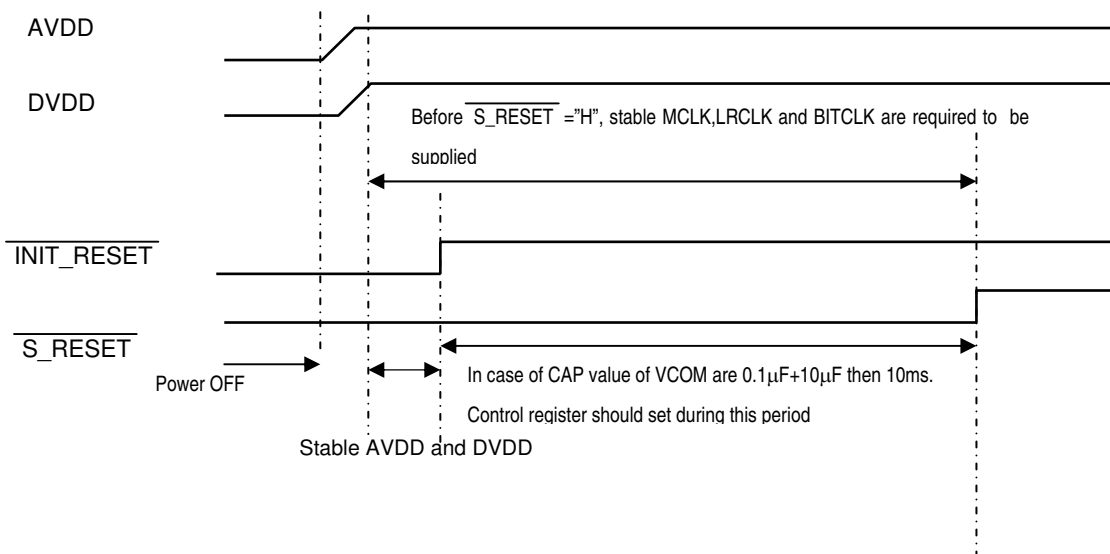 AVDD
DVDD
Before S_RESET ="H", stable MCLK,LRCLK and BITCLK are required to be
supplied
INIT_RESET
S_RESET
Power OFF
In case of CAP value of VCOM are 0.1μF+10μF then 10ms.
Control register should set during this period
Stable AVDD and DVDD